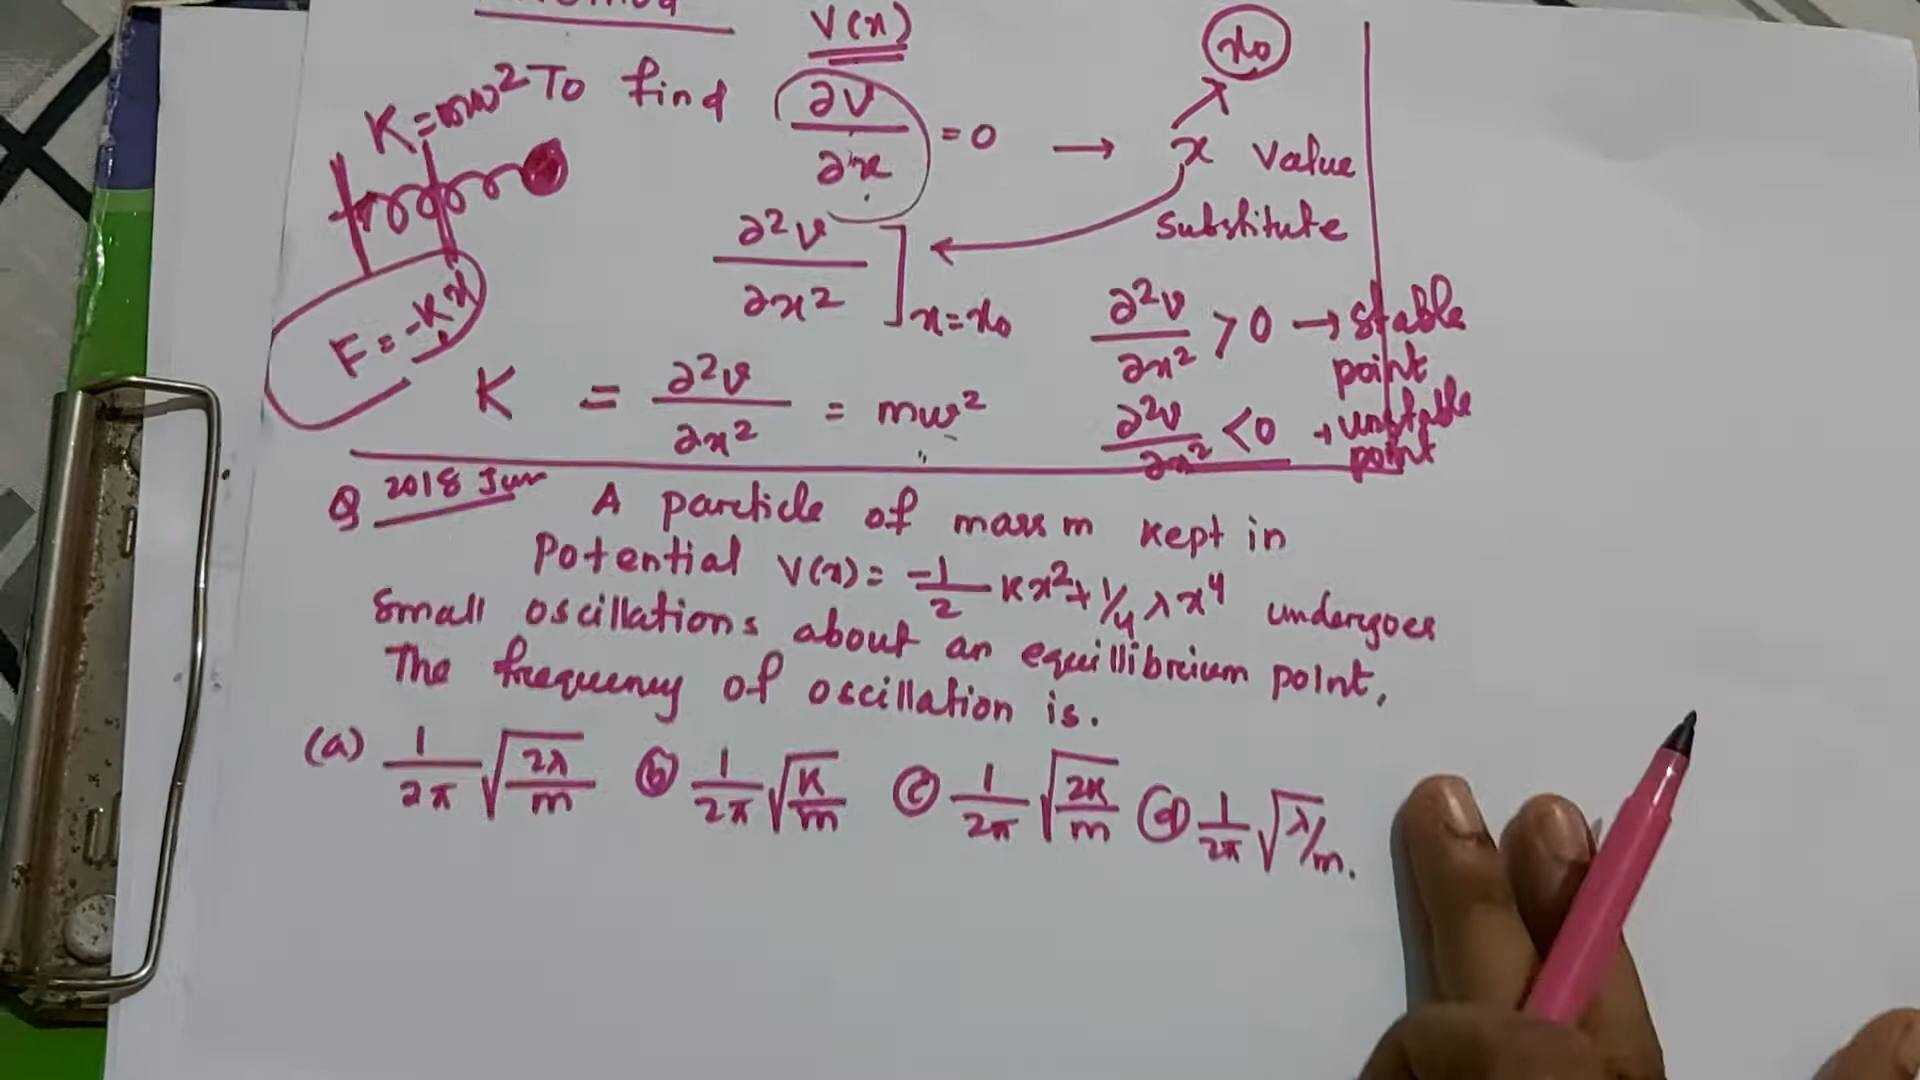 V(x)
x₀
K=mω² To find ∂V/∂x = 0 → x value
substitute
∂²V/∂x² ]x=x₀
F = -Kx
∂²V/∂x² > 0 → stable point
K = ∂²V/∂x² = mω²
∂²V/∂x² < 0 → unstable point
Q 2018 Jun A particle of mass m kept in
Potential V(x) = -1/2 Kx² + 1/4 λx⁴ undergoes
small oscillations about an equillibrium point,
The frequency of oscillation is.
(a) 1/2π √(2λ/m) (b) 1/2π √(K/m) (c) 1/2π √(2K/m) (d) 1/2π √(λ/m).